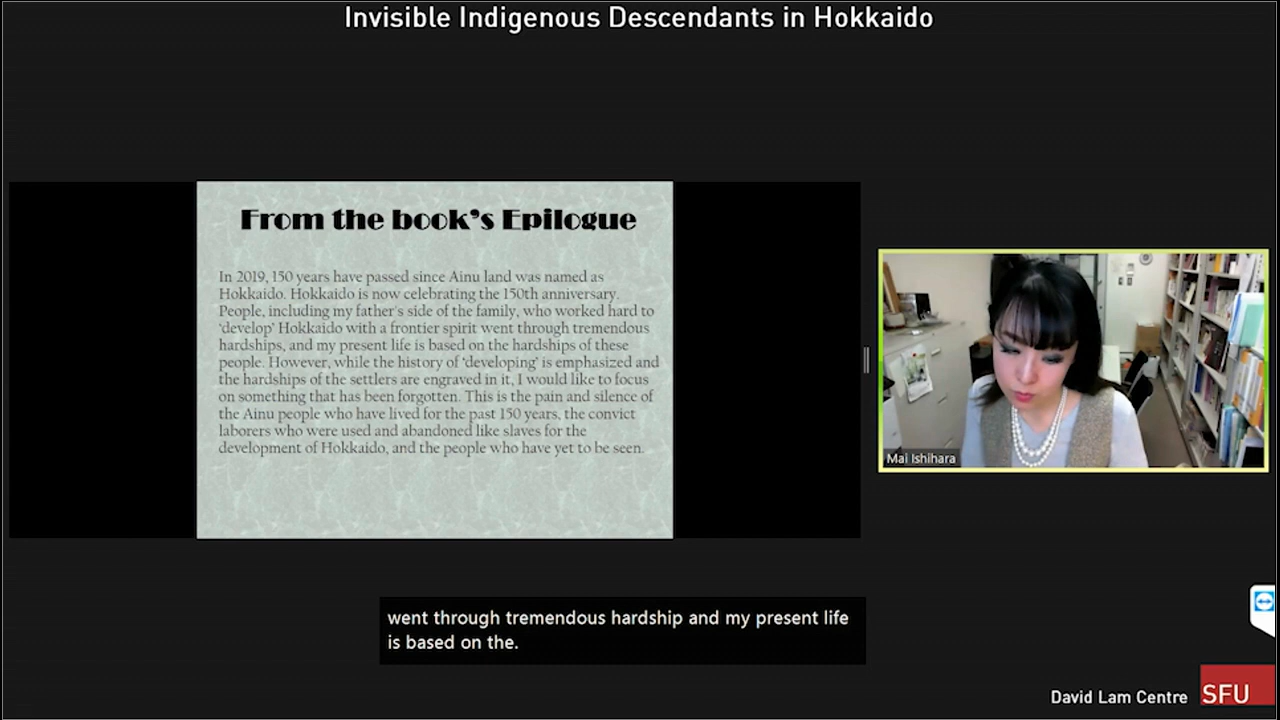 Invisible Indigenous Descendants in Hokkaido
From the book's Epilogue
In 2019, 150 years have passed since Ainu land was named as
Hokkaido. Hokkaido is now celebrating the 150th anniversary.
People, including my father's side of the family, who worked hard to
'develop' Hokkaido with a frontier spirit went through tremendous
hardships, and my present life is based on the hardships of these
people. However, while the history of 'developing' is emphasized and
the hardships of the settlers are engraved in it, I would like to focus
on something that has been forgotten. This is the pain and silence of
the Ainu people who have lived for the past 150 years, the convict
laborers who were used and abandoned like slaves for the
development of Hokkaido, and the people who have yet to be seen.
Mai Ishihara
went through tremendous hardship and my present life
is based on the.
David Lam Centre
SFU